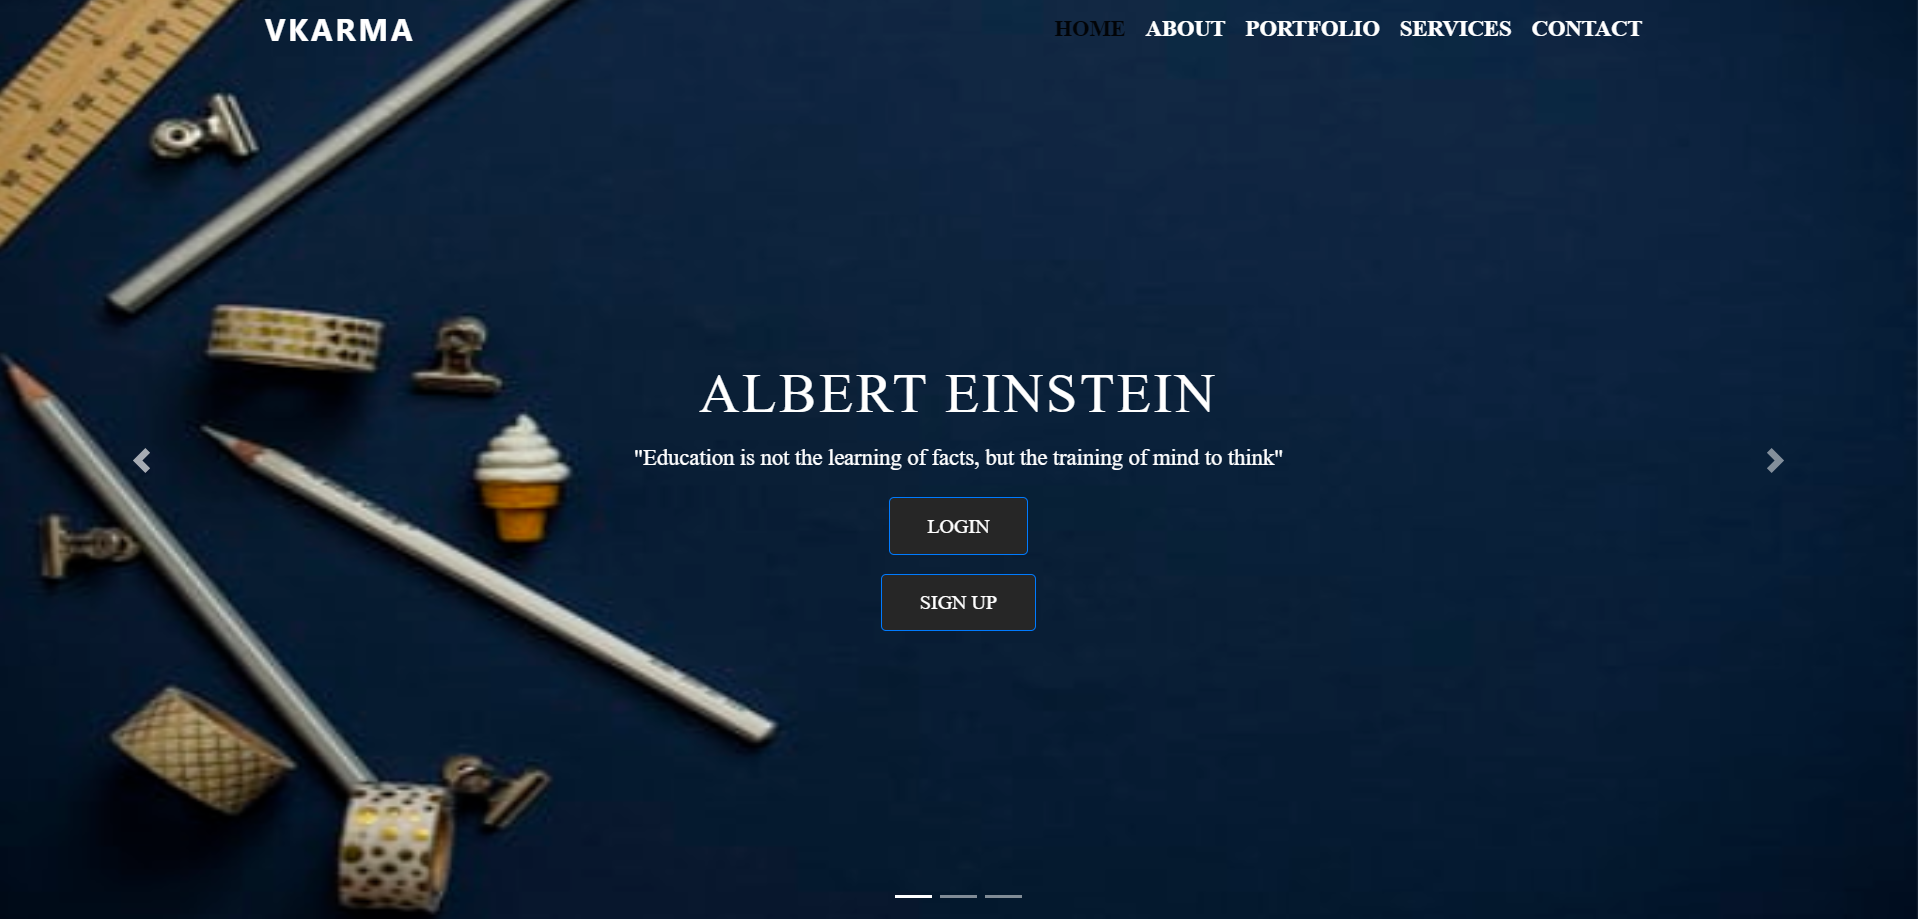 VKARMA
HOME ABOUT PORTFOLIO SERVICES CONTACT
ALBERT EINSTEIN
"Education is not the learning of facts, but the training of mind to think"
LOGIN
SIGN UP